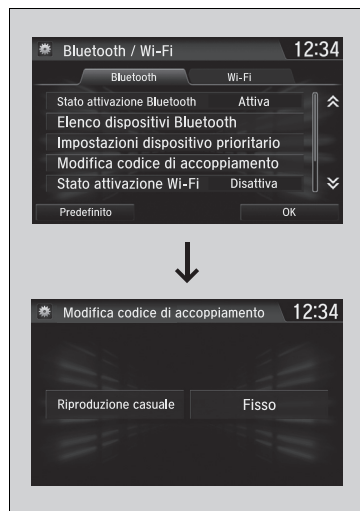 Bluetooth / Wi-Fi 12:34
Bluetooth Wi-Fi
Stato attivazione Bluetooth Attiva
Elenco dispositivi Bluetooth
Impostazioni dispositivo prioritario
Modifica codice di accoppiamento
Stato attivazione Wi-Fi Disattiva
Predefinito OK
Modifica codice di accoppiamento 12:34
Riproduzione casuale Fisso